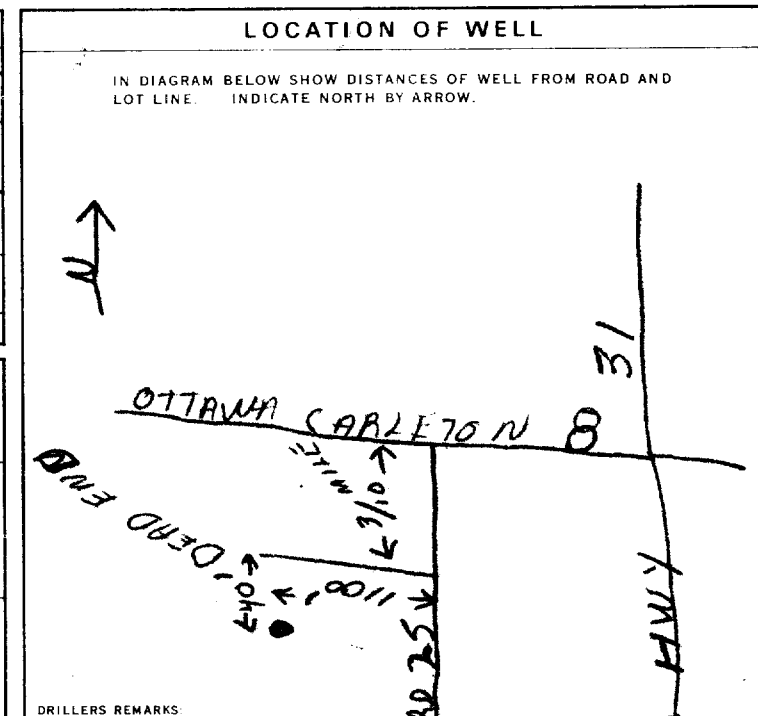 LOCATION OF WELL
IN DIAGRAM BELOW SHOW DISTANCES OF WELL FROM ROAD AND
LOT LINE. INDICATE NORTH BY ARROW.
N
31
OTTAWA CARLETON 8
3/10 MILE
DEAD END
1100'
40'
25
HWY
DRILLERS REMARKS: